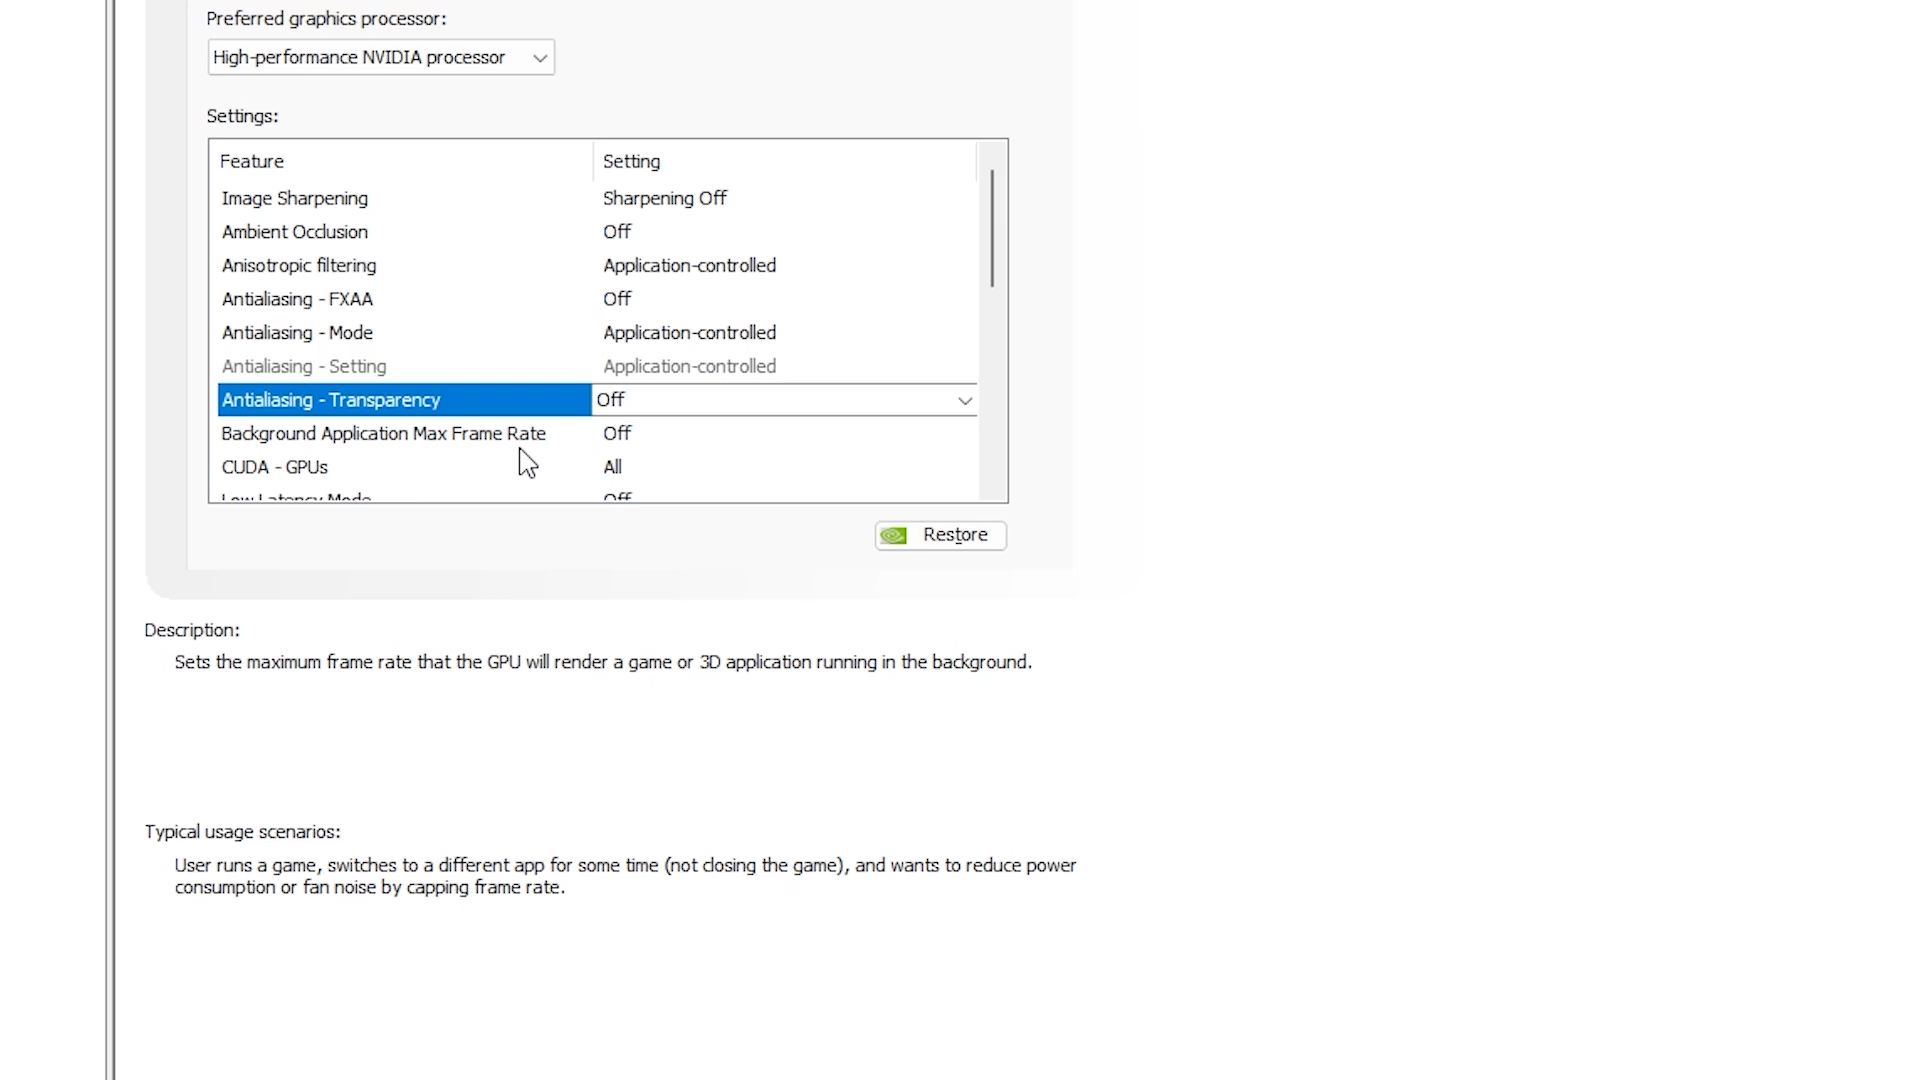 Preferred graphics processor:
High-performance NVIDIA processor
Settings:
Feature Setting
Image Sharpening Sharpening Off
Ambient Occlusion Off
Anisotropic filtering Application-controlled
Antialiasing - FXAA Off
Antialiasing - Mode Application-controlled
Antialiasing - Setting Application-controlled
Antialiasing - Transparency Off
Background Application Max Frame Rate Off
CUDA - GPUs All
Low Latency Mode Off
Restore
Description:
Sets the maximum frame rate that the GPU will render a game or 3D application running in the background.
Typical usage scenarios:
User runs a game, switches to a different app for some time (not closing the game), and wants to reduce power
consumption or fan noise by capping frame rate.